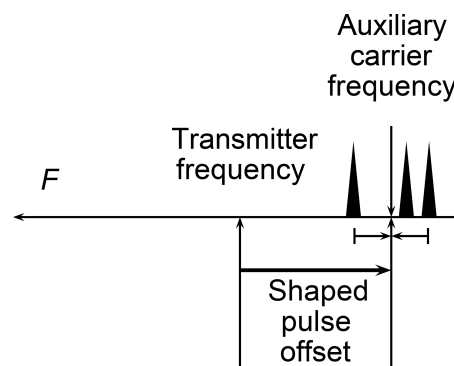 Auxiliary
carrier
frequency
Transmitter
frequency
F
Shaped
pulse
offset